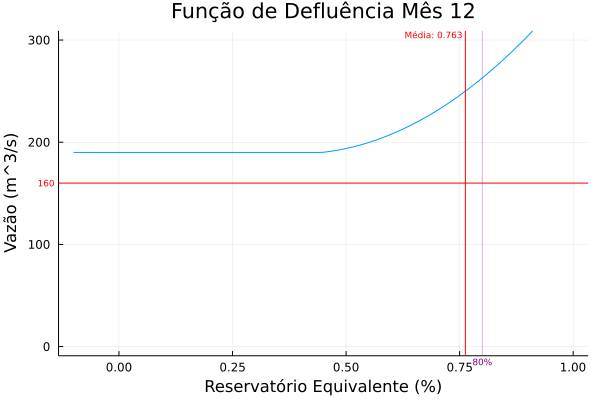 Função de Defluência Mês 12
Média: 0.763
300
200
160
100
0
Vazão (m^3/s)
0.00
0.25
0.50
0.75
80%
1.00
Reservatório Equivalente (%)